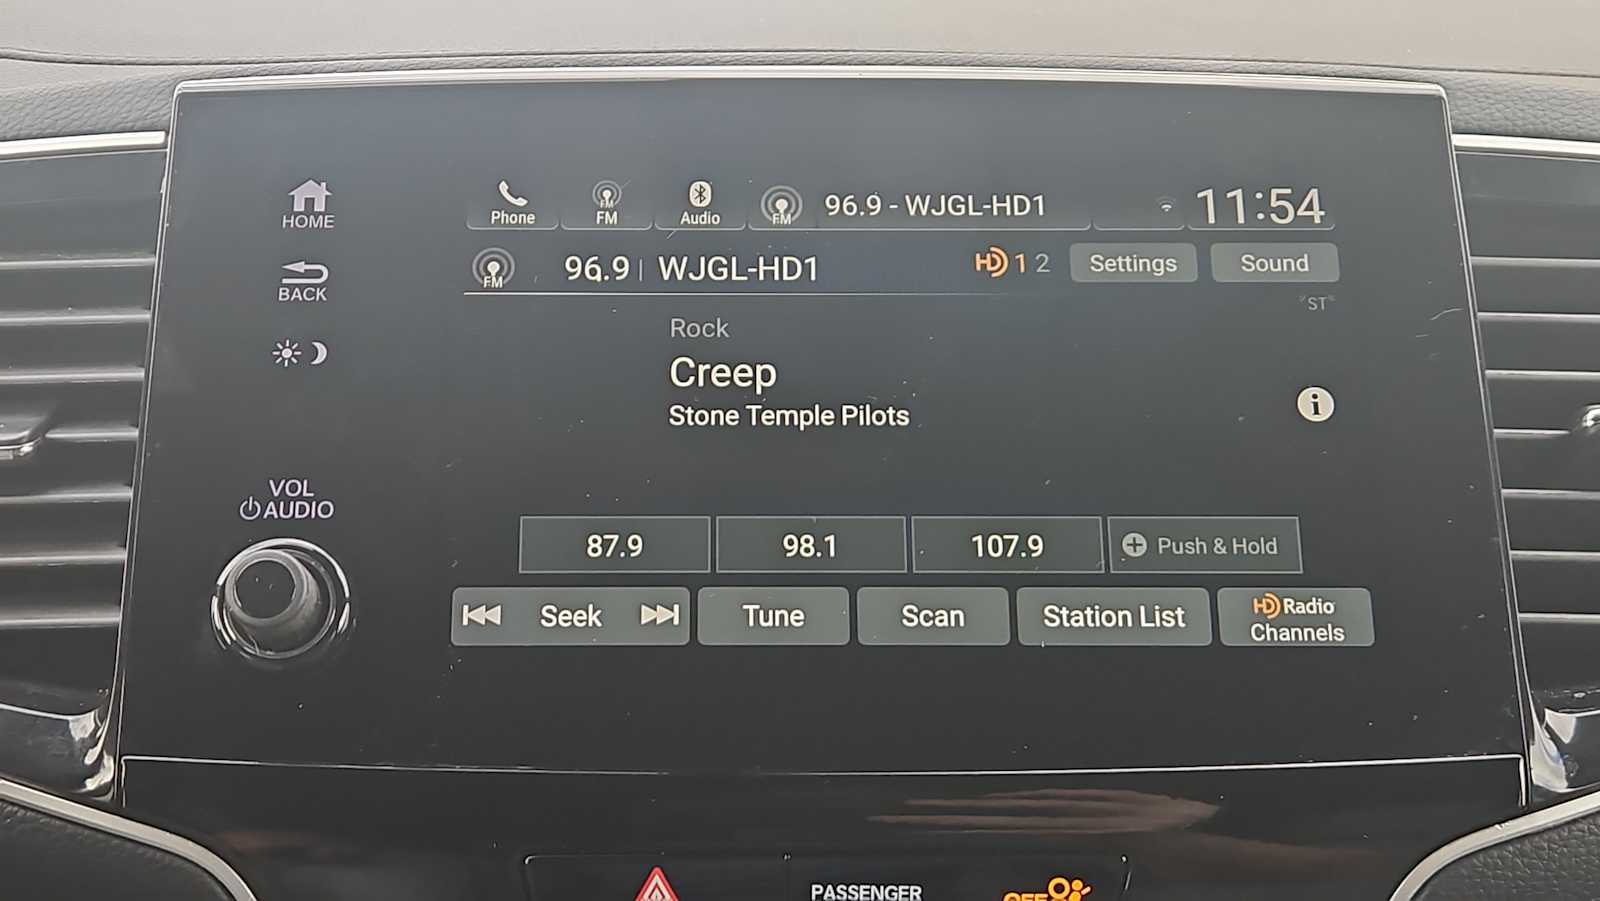 HOME
BACK
VOL
AUDIO
Phone
FM
FM
Audio
FM
96.9 - WJGL-HD1
11:54
FM
96.9 | WJGL-HD1
HD 1 2
Settings
Sound
ST
Rock
Creep
Stone Temple Pilots
i
87.9
98.1
107.9
+ Push & Hold
Seek
Tune
Scan
Station List
HD Radio
Channels
PASSENGER
OFF